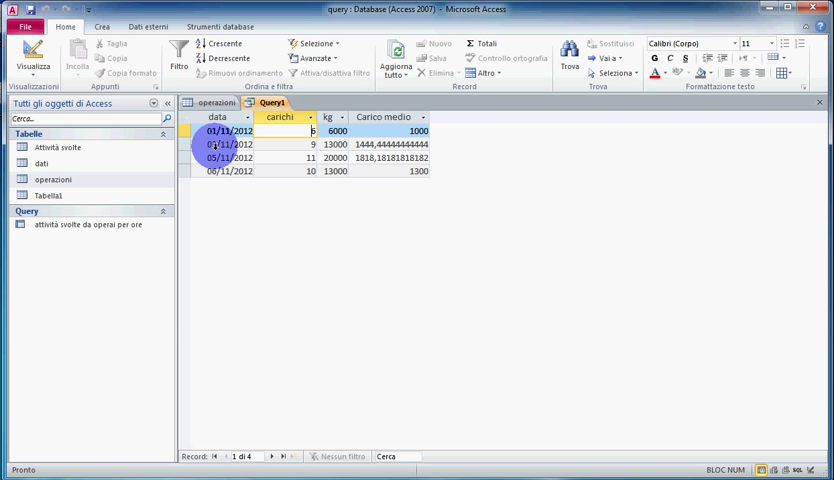 query : Database (Access 2007) - Microsoft Access
File Home Crea Dati esterni Strumenti database
Visualizza
Visualizzazioni
Incolla
Taglia
Copia
Copia formato
Appunti
Filtro
Crescente
Decrescente
Rimuovi ordinamento
Selezione
Avanzate
Attiva/disattiva filtro
Ordina e filtra
Aggiorna
tutto
Nuovo
Salva
Elimina
Totali
Controllo ortografia
Altro
Record
Trova
Sostituisci
Vai a
Seleziona
Trova
Calibri (Corpo) 11
G C S
Formattazione testo
Tutti gli oggetti di Access
Cerca...
Tabelle
Attività svolte
dati
operazioni
Tabella1
Query
attività svolte da operai per ore
operazioni Query1
data carichi kg Carico medio
01/11/2012 6 6000 1000
/11/2012 9 13000 1444,44444444444
05/11/2012 11 20000 1818,18181818182
06/11/2012 10 13000 1300
Record: 1 di 4 Nessun filtro Cerca
Pronto BLOC NUM SQL